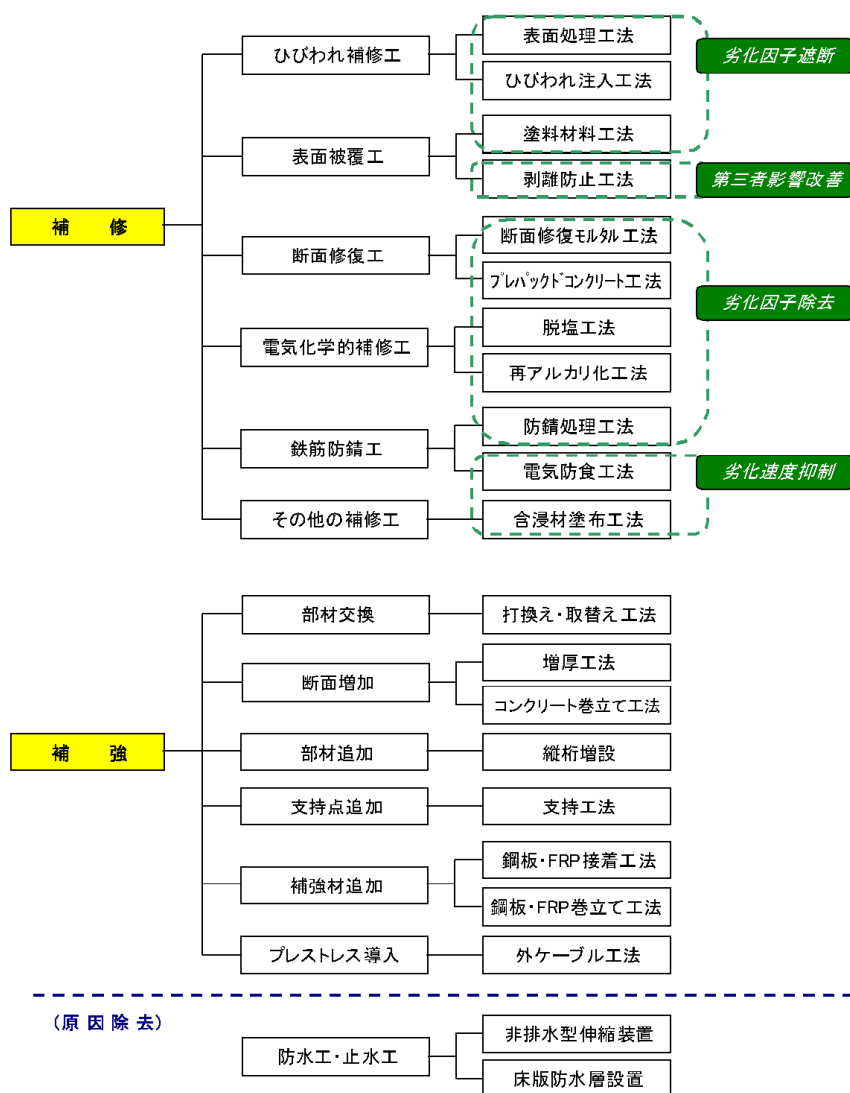 補　修
ひびわれ補修工
表面処理工法
ひびわれ注入工法
劣化因子遮断
表面被覆工
塗料材料工法
剥離防止工法
第三者影響改善
断面修復工
断面修復モルタル工法
プレパックドコンクリート工法
劣化因子除去
電気化学的補修工
脱塩工法
再アルカリ化工法
鉄筋防錆工
防錆処理工法
電気防食工法
劣化速度抑制
その他の補修工
含浸材塗布工法
補　強
部材交換
打換え・取替え工法
断面増加
増厚工法
コンクリート巻立て工法
部材追加
縦桁増設
支持点追加
支持工法
補強材追加
鋼板・FRP接着工法
鋼板・FRP巻立て工法
プレストレス導入
外ケーブル工法
(原因除去)
防水工・止水工
非排水型伸縮装置
床版防水層設置